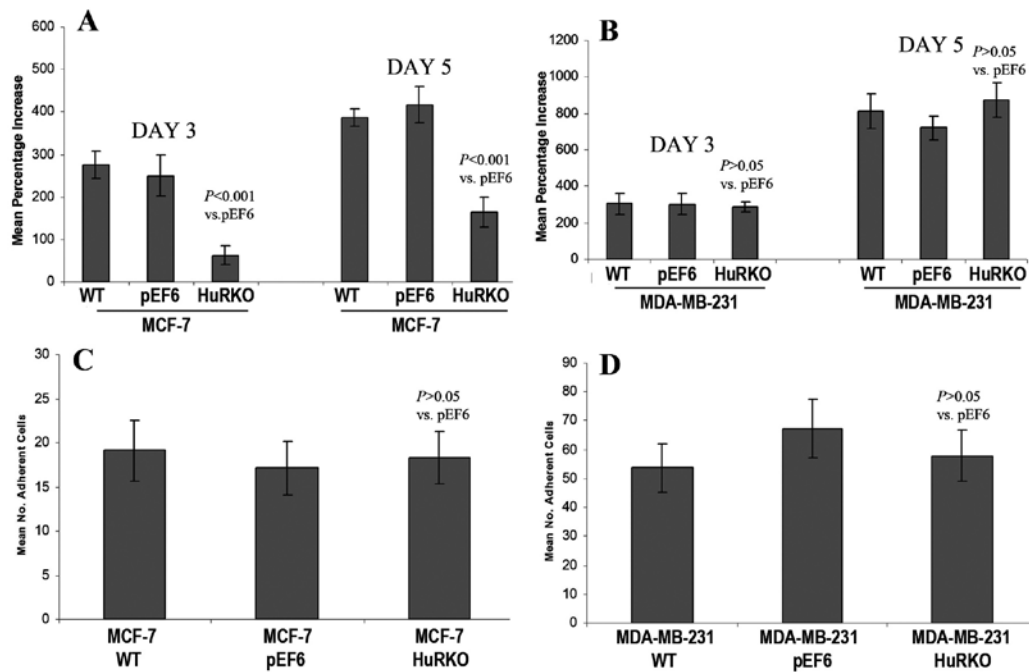 A
Mean Percentage Increase
600
500
400
300
200
100
0
DAY 3
DAY 5
P<0.001
vs.pEF6
P<0.001
vs. pEF6
WT pEF6 HuRKO
MCF-7
WT pEF6 HuRKO
MCF-7
B
Mean Percentage Increase
1200
1000
800
600
400
200
0
DAY 3
P>0.05
vs. pEF6
DAY 5
P>0.05
vs. pEF6
WT pEF6 HuRKO
MDA-MB-231
WT pEF6 HuRKO
MDA-MB-231
C
Mean No. Adherent Cells
30
25
20
15
10
5
0
P>0.05
vs. pEF6
MCF-7
WT
MCF-7
pEF6
MCF-7
HuRKO
D
Mean No. Adherent Cells
90
80
70
60
50
40
30
20
10
0
P>0.05
vs. pEF6
MDA-MB-231
WT
MDA-MB-231
pEF6
MDA-MB-231
HuRKO